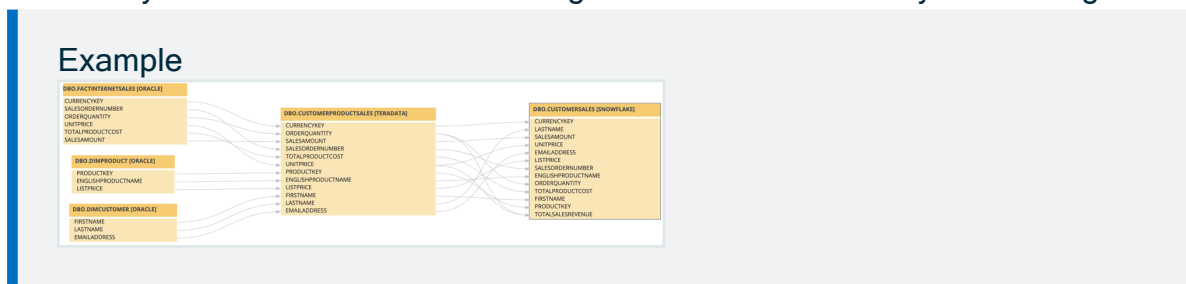 Example
DBO.FACTINTERNETSALES [ORACLE]
CURRENCYKEY
SALESORDERNUMBER
ORDERQUANTITY
UNITPRICE
TOTALPRODUCTCOST
SALESAMOUNT
DBO.DIMPRODUCT [ORACLE]
PRODUCTKEY
ENGLISHPRODUCTNAME
LISTPRICE
DBO.DIMCUSTOMER [ORACLE]
FIRSTNAME
LASTNAME
EMAILADDRESS
DBO.CUSTOMERPRODUCTSALES [TERADATA]
CURRENCYKEY
ORDERQUANTITY
SALESAMOUNT
SALESORDERNUMBER
TOTALPRODUCTCOST
UNITPRICE
PRODUCTKEY
ENGLISHPRODUCTNAME
LISTPRICE
FIRSTNAME
LASTNAME
EMAILADDRESS
DBO.CUSTOMERSALES [SNOWFLAKE]
CURRENCYKEY
LASTNAME
SALESAMOUNT
UNITPRICE
EMAILADDRESS
LISTPRICE
SALESORDERNUMBER
ENGLISHPRODUCTNAME
ORDERQUANTITY
TOTALPRODUCTCOST
FIRSTNAME
PRODUCTKEY
TOTALSALESREVENUE